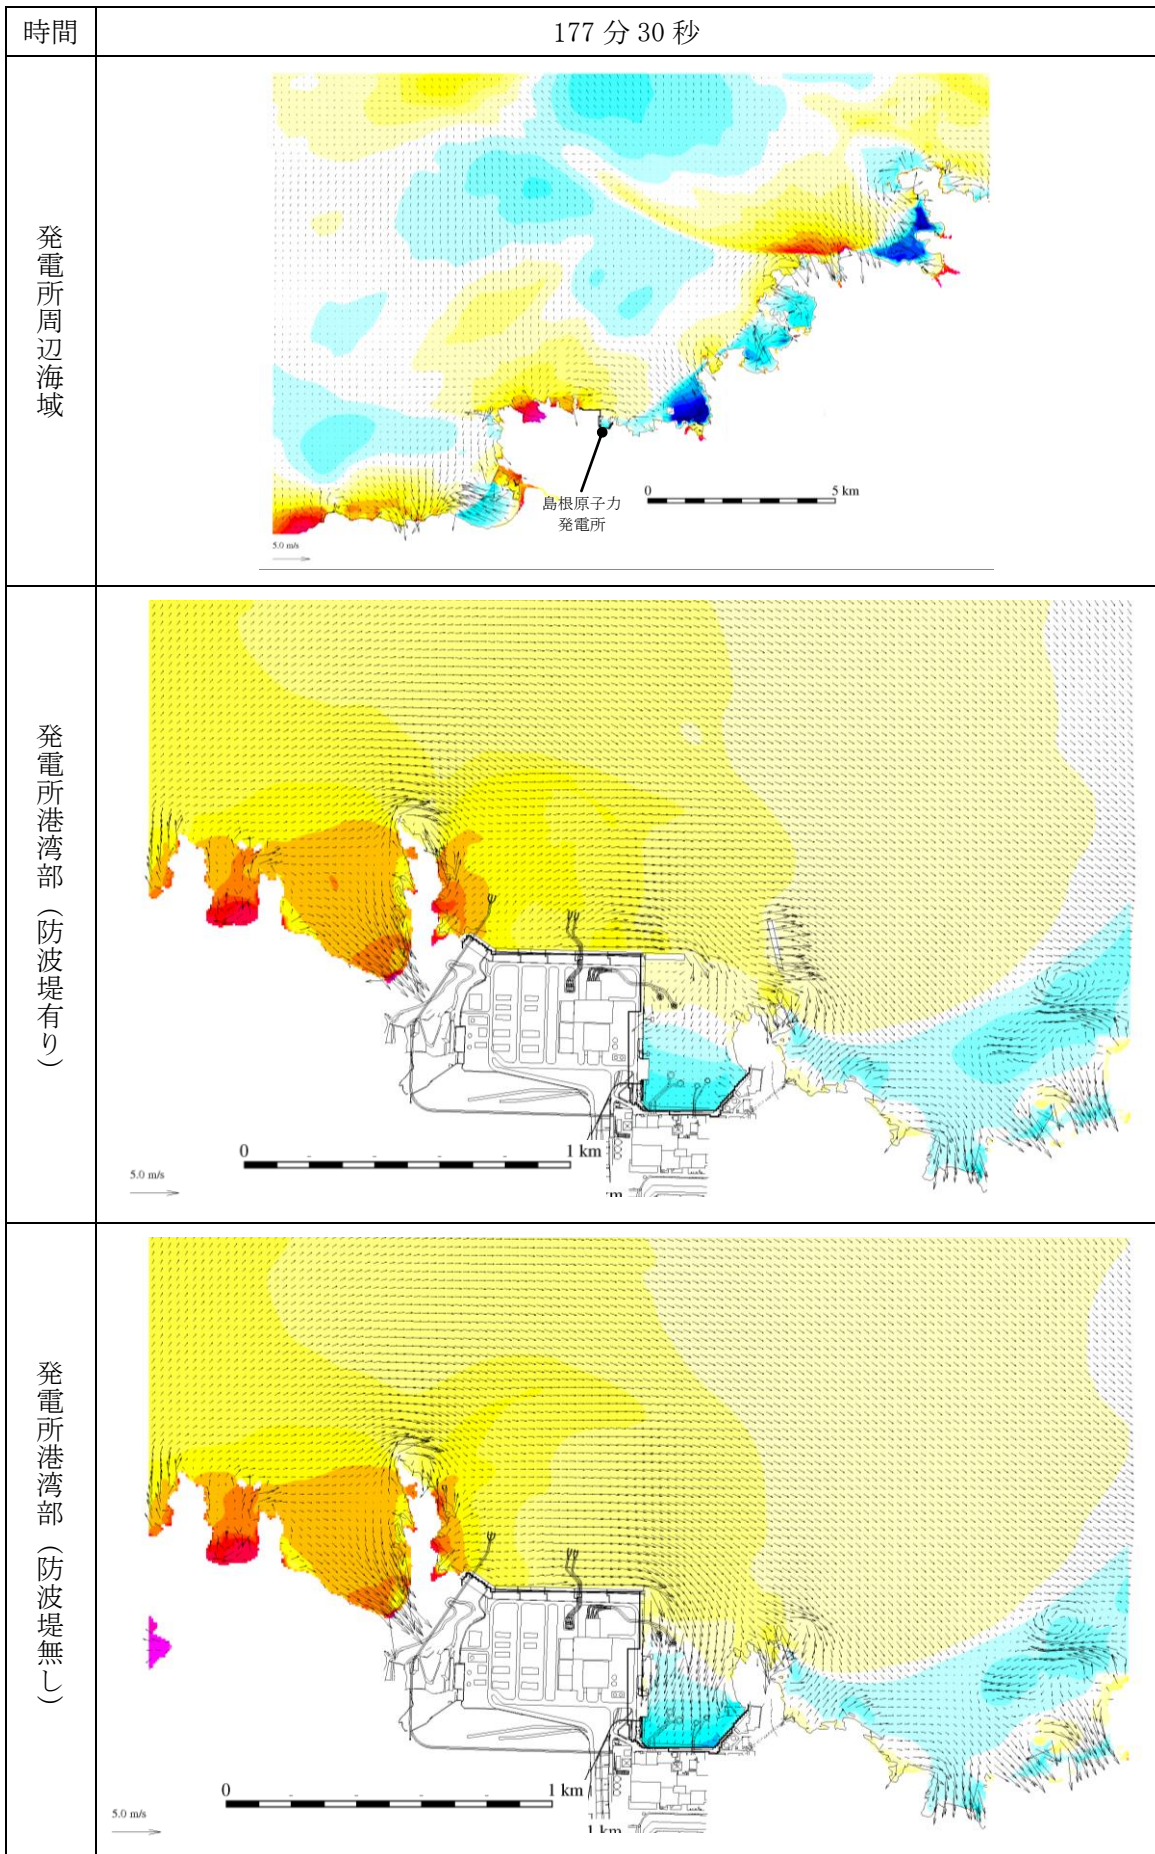 時間
177 分 30 秒
発電所周辺海域
島根原子力
発電所
0
5 km
5.0 m/s
発電所港湾部（防波堤有り）
0
1 km
5.0 m/s
発電所港湾部（防波堤無し）
0
1 km
5.0 m/s
1 km